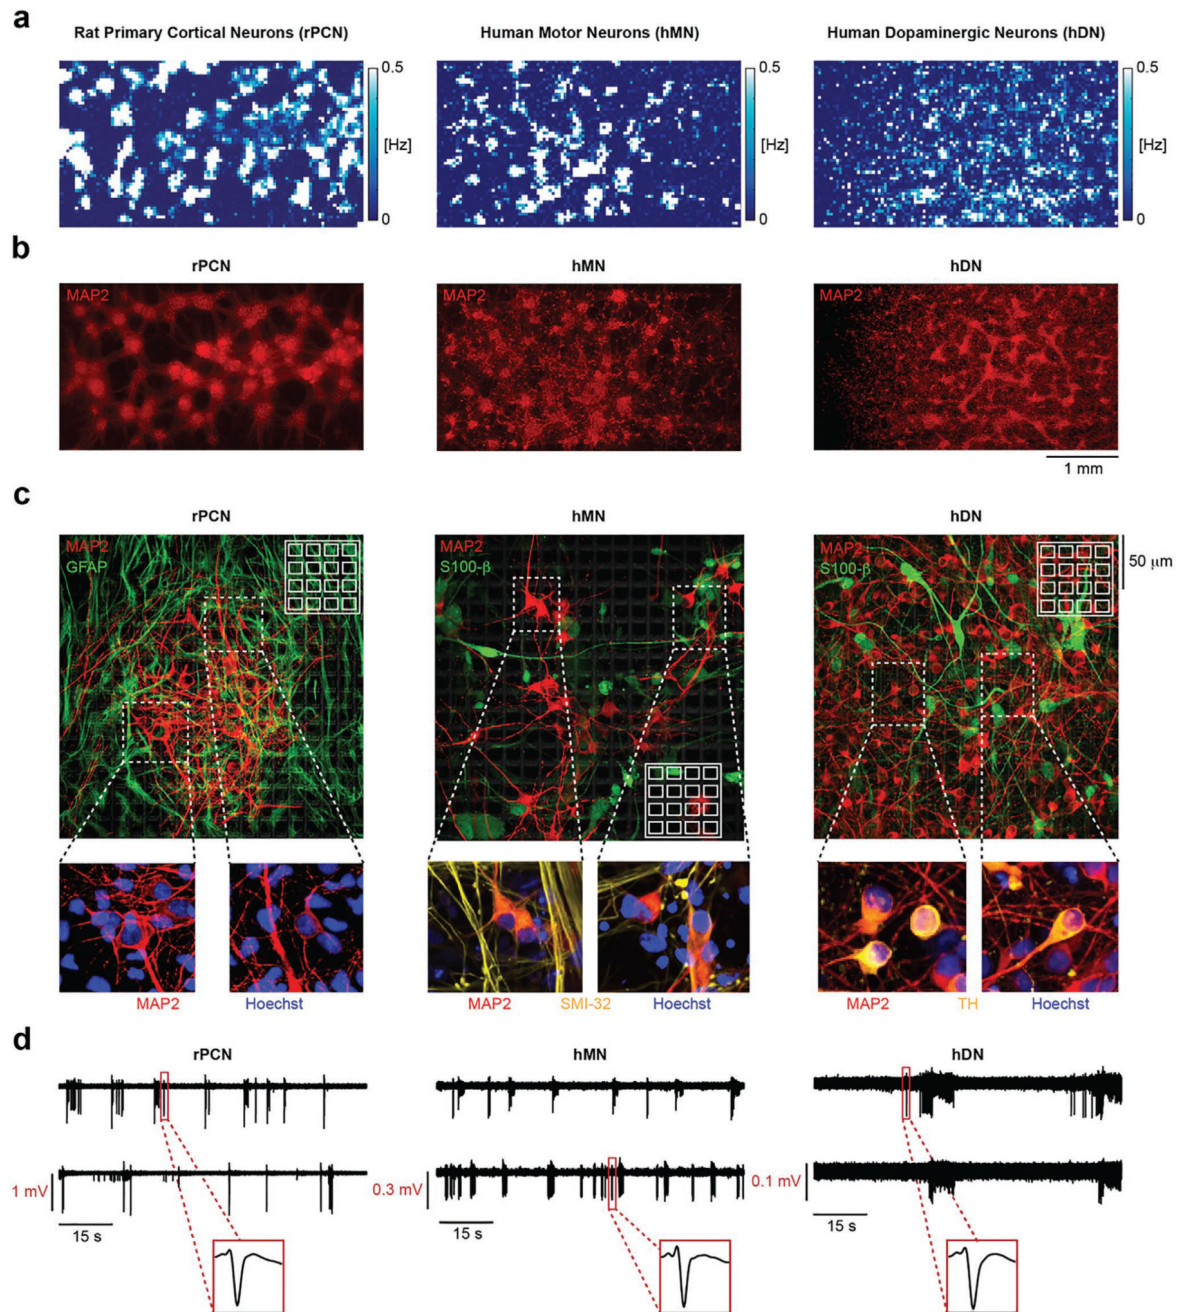 a
Rat Primary Cortical Neurons (rPCN)
Human Motor Neurons (hMN)
Human Dopaminergic Neurons (hDN)
0.5
[Hz]
0
0.5
[Hz]
0
0.5
[Hz]
0
b
rPCN
hMN
hDN
MAP2
MAP2
MAP2
1 mm
c
rPCN
hMN
hDN
MAP2
GFAP
MAP2
S100-β
MAP2
S100-β
50 μm
MAP2 Hoechst
MAP2 SMI-32 Hoechst
MAP2 TH Hoechst
d
rPCN
hMN
hDN
1 mV
0.3 mV
0.1 mV
15 s
15 s
15 s